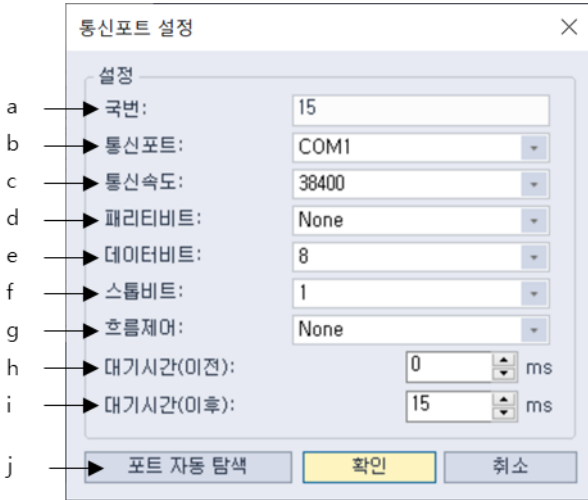 통신포트 설정
설정
a 국번: 15
b 통신포트: COM1
c 통신속도: 38400
d 패리티비트: None
e 데이터비트: 8
f 스톱비트: 1
g 흐름제어: None
h 대기시간(이전): 0 ms
i 대기시간(이후): 15 ms
j 포트 자동 탐색 확인 취소